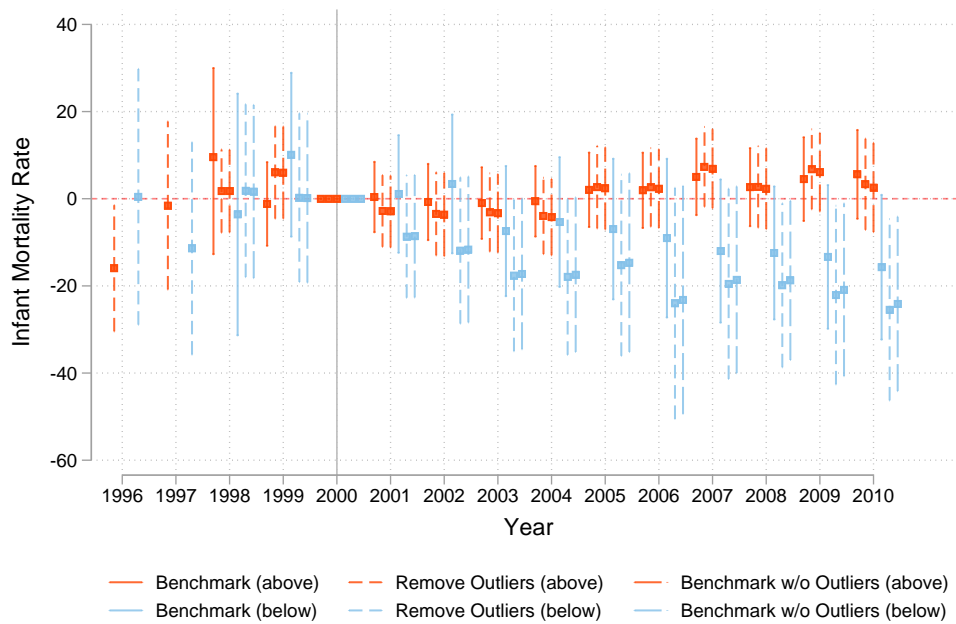 40
20
0
-20
-40
-60
Infant Mortality Rate
1996 1997 1998 1999 2000 2001 2002 2003 2004 2005 2006 2007 2008 2009 2010
Year
Benchmark (above) Remove Outliers (above) Benchmark w/o Outliers (above)
Benchmark (below) Remove Outliers (below) Benchmark w/o Outliers (below)